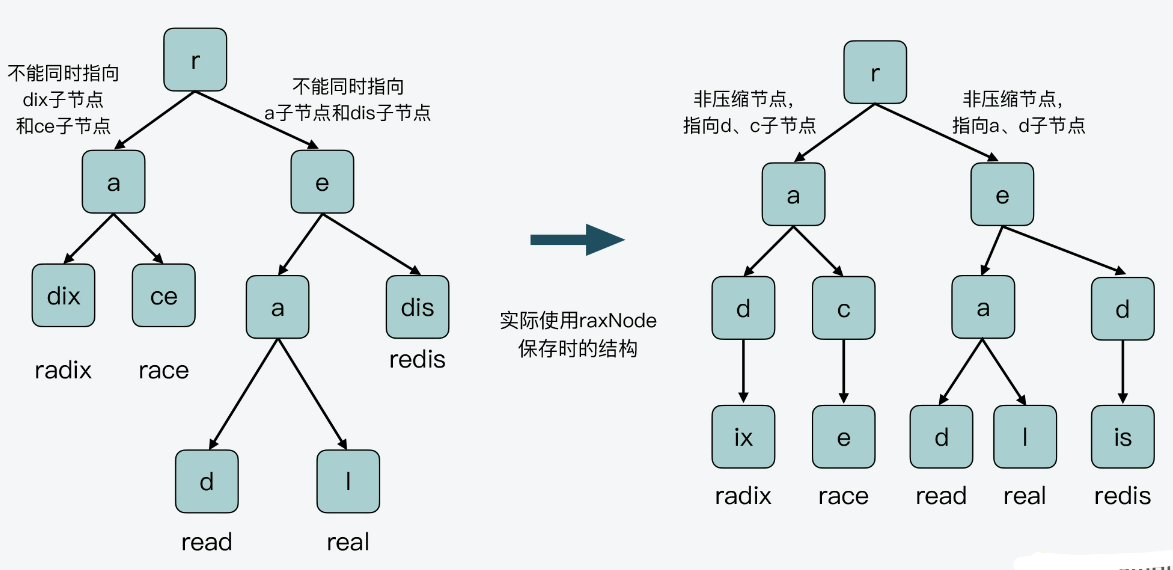 r
不能同时指向
dix子节点
和ce子节点
不能同时指向
a子节点和dis子节点
a
e
dix
ce
a
dis
radix
race
redis
d
l
read
real
实际使用raxNode
保存时的结构
r
非压缩节点，
指向d、c子节点
非压缩节点，
指向a、d子节点
a
e
d
c
a
d
ix
e
d
l
is
radix
race
read
real
redis